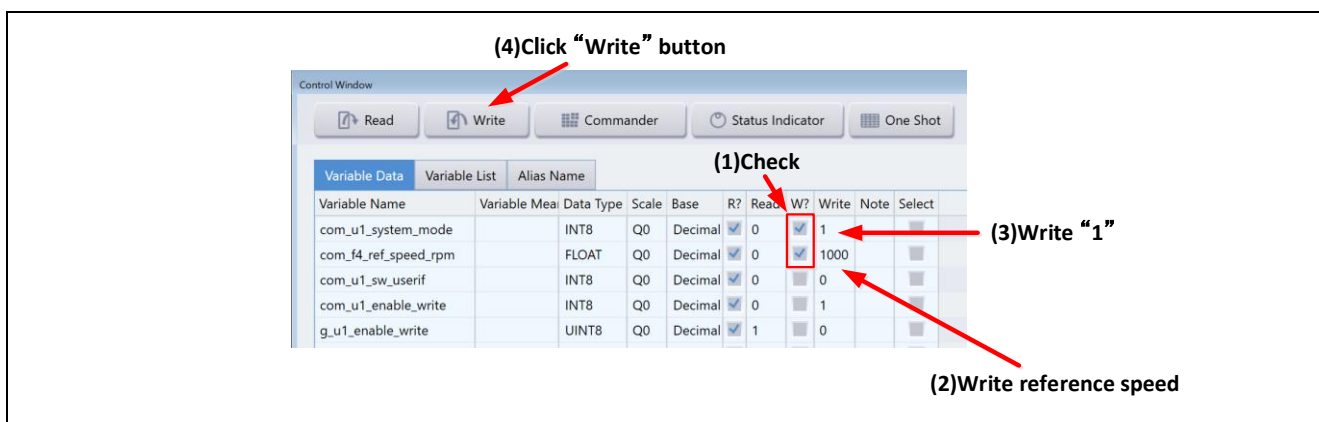 (4)Click “Write” button
Control Window
Read Write Commander Status Indicator One Shot
(1)Check
Variable Data Variable List Alias Name
Variable Name Variable Mea Data Type Scale Base R? Read W? Write Note Select
com_u1_system_mode INT8 Q0 Decimal 0 1
(3)Write “1”
com_f4_ref_speed_rpm FLOAT Q0 Decimal 0 1000
com_u1_sw_userif INT8 Q0 Decimal 0 0
com_u1_enable_write INT8 Q0 Decimal 0 1
g_u1_enable_write UINT8 Q0 Decimal 1 0
(2)Write reference speed